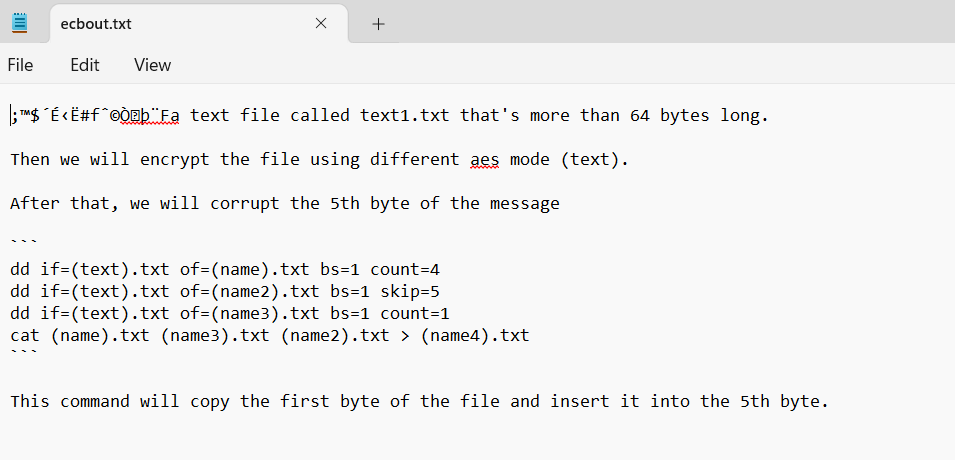 ecbout.txt
File Edit View
;™$´É‹Ë#fˆ©Ò�þ¨Fa text file called text1.txt that's more than 64 bytes long.
Then we will encrypt the file using different aes mode (text).
After that, we will corrupt the 5th byte of the message
```
dd if=(text).txt of=(name).txt bs=1 count=4
dd if=(text).txt of=(name2).txt bs=1 skip=5
dd if=(text).txt of=(name3).txt bs=1 count=1
cat (name).txt (name3).txt (name2).txt > (name4).txt
```
This command will copy the first byte of the file and insert it into the 5th byte.